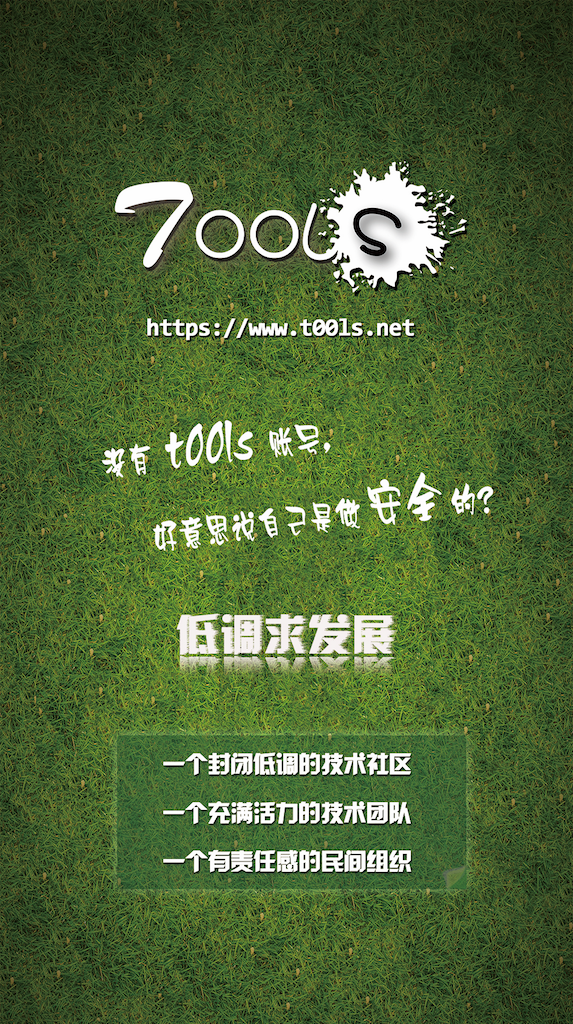 TOOLS
https://www.t00ls.net
没有 t00ls 账号,
好意思说自己是做安全的?
低调求发展
一个封闭低调的技术社区
一个充满活力的技术团队
一个有责任感的民间组织